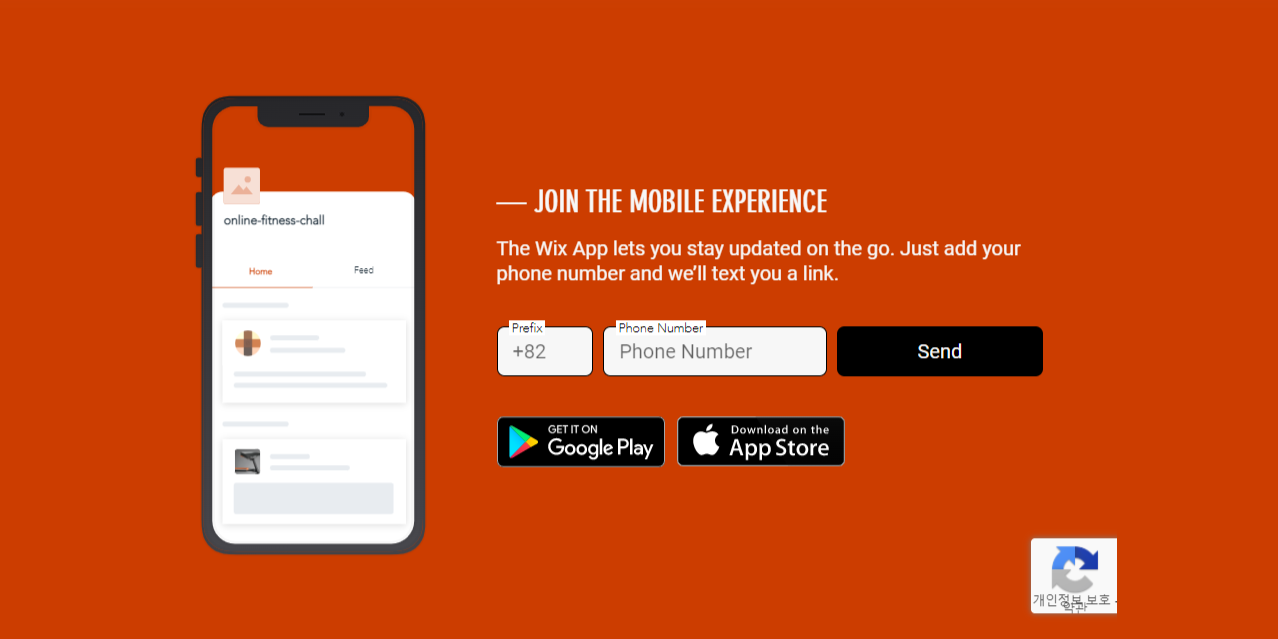 online-fitness-chall
Home
Feed
— JOIN THE MOBILE EXPERIENCE
The Wix App lets you stay updated on the go. Just add your
phone number and we’ll text you a link.
Prefix
Phone Number
+82
Phone Number
Send
GET IT ON
Google Play
Download on the
App Store
개인정보 보호 -
약관